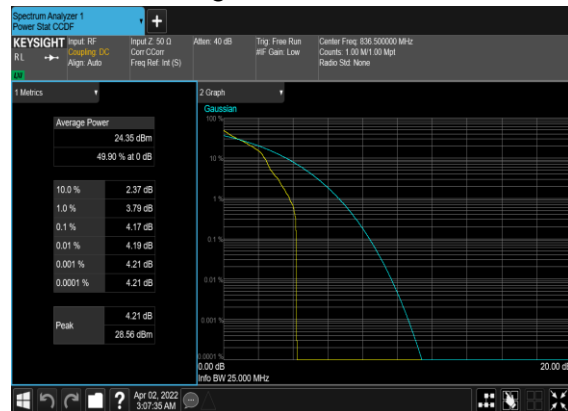 Spectrum Analyzer 1
Power Stat CCDF
+
KEYSIGHT
Input: RF
Input Z: 50 Ω
Atten: 40 dB
Trig: Free Run
Center Freq: 836.500000 MHz
RL
Coupling: DC
Corr CCorr
#IF Gain: Low
Counts: 1.00 M/1.00 Mpt
Align: Auto
Freq Ref: Int (S)
Radio Std: None
LW
1 Metrics
2 Graph
Average Power
24.35 dBm
49.90 % at 0 dB
10.0 % 2.37 dB
1.0 % 3.79 dB
0.1 % 4.17 dB
0.01 % 4.19 dB
0.001 % 4.21 dB
0.0001 % 4.21 dB
Peak
4.21 dB
28.56 dBm
Gaussian
100 %
10 %
1 %
0.1 %
0.01 %
0.001 %
0.0001 %
0.00 dB
20.00 dB
Info BW 25.000 MHz
?
Apr 02, 2022
3:07:35 AM